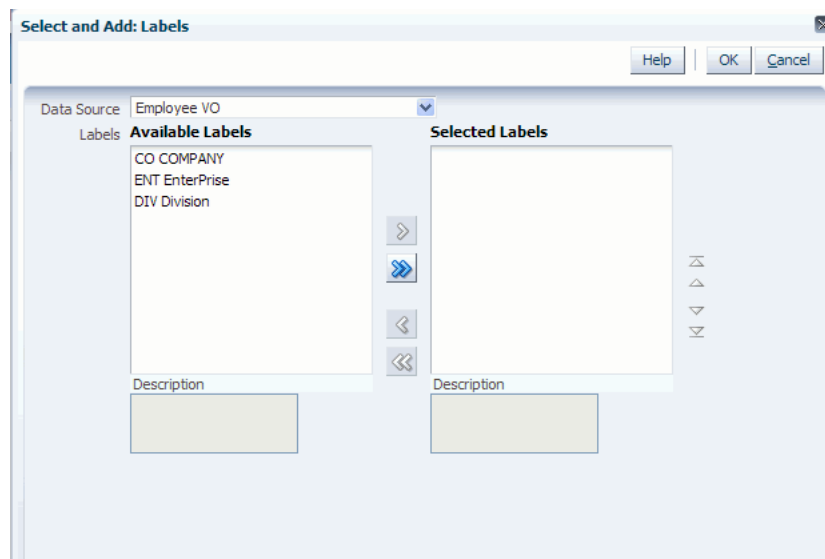 Select and Add: Labels
Help
OK
Cancel
Data Source
Employee VO
Labels
Available Labels
Selected Labels
CO COMPANY
ENT EnterPrise
DIV Division
Description
Description